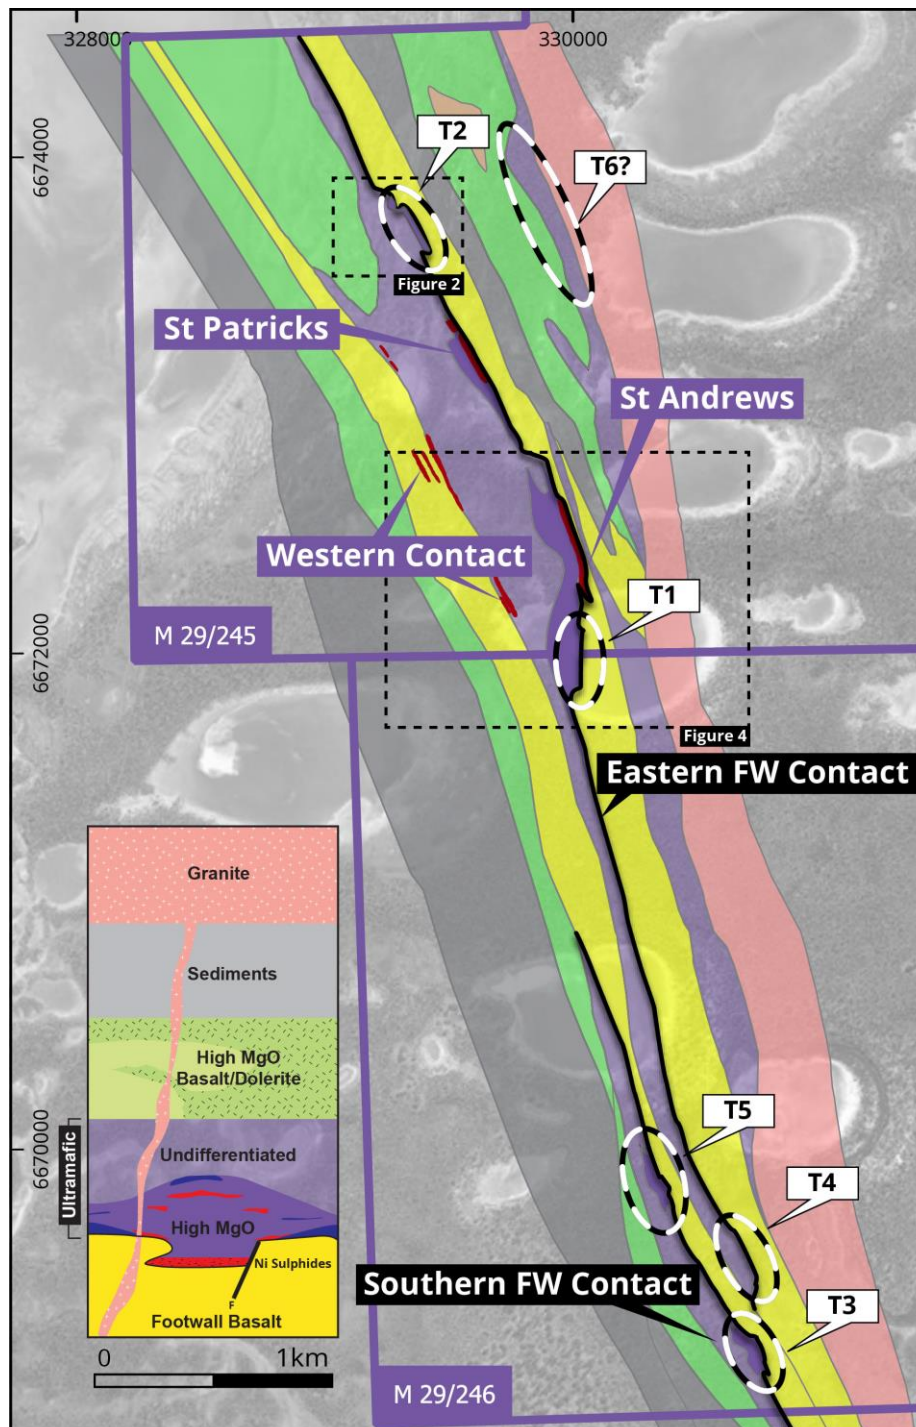 328000
330000
6674000
T2
T6?
Figure 2
St Patricks
St Andrews
Western Contact
T1
M 29/245
6672000
Figure 4
Eastern FW Contact
Granite
Sediments
High MgO
Basalt/Dolerite
Ultramafic
Undifferentiated
High MgO
Ni Sulphides
F
Footwall Basalt
6670000
T5
T4
Southern FW Contact
T3
0
1km
M 29/246